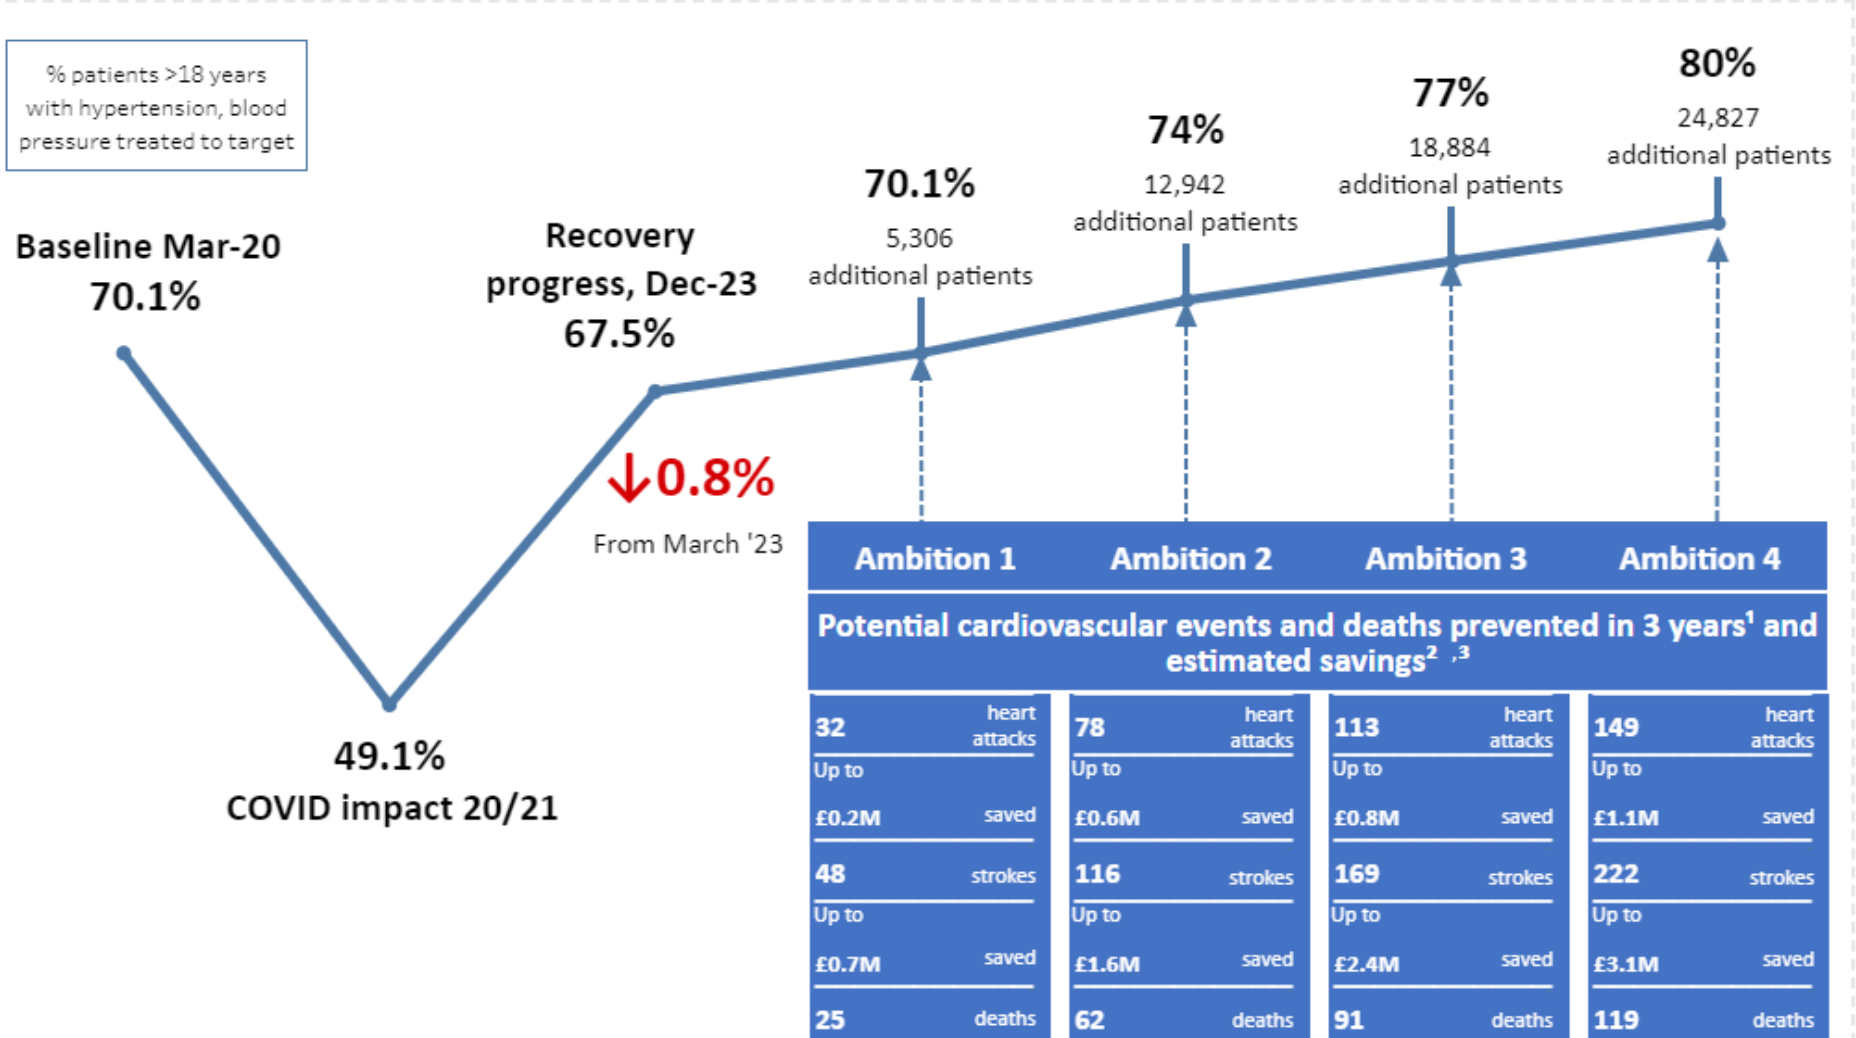 % patients >18 years
with hypertension, blood
pressure treated to target
Baseline Mar-20
70.1%
49.1%
COVID impact 20/21
Recovery
progress, Dec-23
67.5%
↓0.8%
From March '23
70.1%
5,306
additional patients
74%
12,942
additional patients
77%
18,884
additional patients
80%
24,827
additional patients
Ambition 1 Ambition 2 Ambition 3 Ambition 4
Potential cardiovascular events and deaths prevented in 3 years¹ and
estimated savings² ,³
32 heart attacks 78 heart attacks 113 heart attacks 149 heart attacks
Up to Up to Up to Up to
£0.2M saved £0.6M saved £0.8M saved £1.1M saved
48 strokes 116 strokes 169 strokes 222 strokes
Up to Up to Up to Up to
£0.7M saved £1.6M saved £2.4M saved £3.1M saved
25 deaths 62 deaths 91 deaths 119 deaths